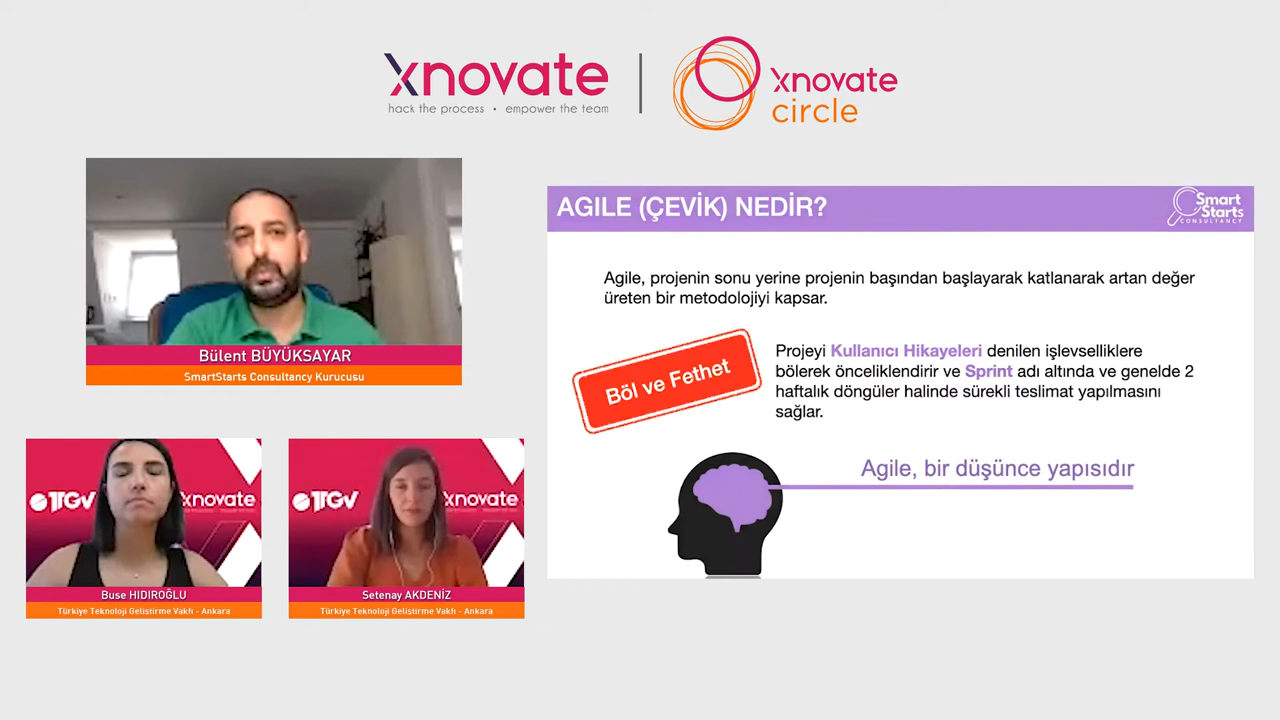 xnovate
hack the process • empower the team
xnovate
circle
Bülent BÜYÜKSAYAR
SmartStarts Consultancy Kurucusu
TTGV
xnovate
Buse HIDIROĞLU
Türkiye Teknoloji Geliştirme Vakfı - Ankara
TTGV
xnovate
Setenay AKDENİZ
Türkiye Teknoloji Geliştirme Vakfı - Ankara
AGILE (ÇEVİK) NEDİR?
Smart
Starts
CONSULTANCY
Agile, projenin sonu yerine projenin başından başlayarak katlanarak artan değer
üreten bir metodolojiyi kapsar.
Böl ve Fethet
Projeyi Kullanıcı Hikayeleri denilen işlevselliklere
bölerek önceliklendirir ve Sprint adı altında ve genelde 2
haftalık döngüler halinde sürekli teslimat yapılmasını
sağlar.
Agile, bir düşünce yapısıdır